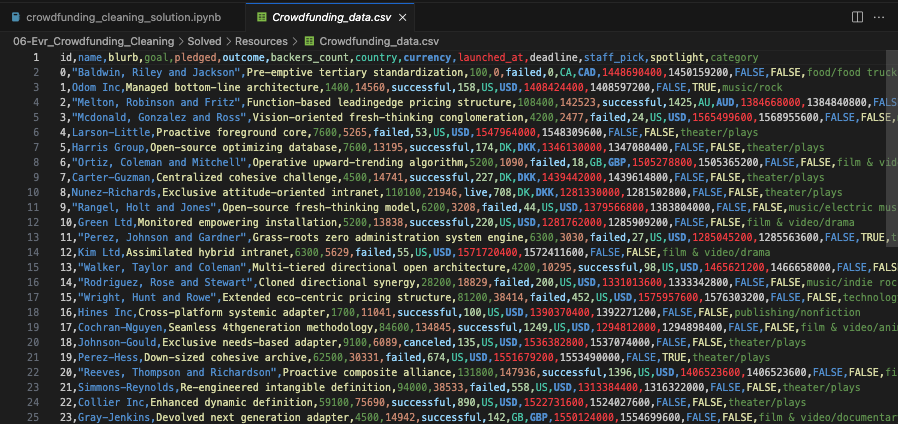 crowdfunding_cleaning_solution.ipynb Crowdfunding_data.csv
06-Evr_Crowdfunding_Cleaning > Solved > Resources > Crowdfunding_data.csv
1 id,name,blurb,goal,pledged,outcome,backers_count,country,currency,launched_at,deadline,staff_pick,spotlight,category
2 0,"Baldwin, Riley and Jackson",Pre-emptive tertiary standardization,100,0,failed,0,CA,CAD,1448690400,1450159200,FALSE,FALSE,food/food truck
3 1,Odom Inc,Managed bottom-line architecture,1400,14560,successful,158,US,USD,1408424400,1408597200,FALSE,TRUE,music/rock
4 2,"Melton, Robinson and Fritz",Function-based leadingedge pricing structure,108400,142523,successful,1425,AU,AUD,1384668000,1384840800,FALS
5 3,"Mcdonald, Gonzalez and Ross",Vision-oriented fresh-thinking conglomeration,4200,2477,failed,24,US,USD,1565499600,1568955600,FALSE,FALSE,
6 4,Larson-Little,Proactive foreground core,7600,5265,failed,53,US,USD,1547964000,1548309600,FALSE,FALSE,theater/plays
7 5,Harris Group,Open-source optimizing database,7600,13195,successful,174,DK,DKK,1346130000,1347080400,FALSE,FALSE,theater/plays
8 6,"Ortiz, Coleman and Mitchell",Operative upward-trending algorithm,5200,1090,failed,18,GB,GBP,1505278800,1505365200,FALSE,FALSE,film & vid
9 7,Carter-Guzman,Centralized cohesive challenge,4500,14741,successful,227,DK,DKK,1439442000,1439614800,FALSE,FALSE,theater/plays
10 8,Nunez-Richards,Exclusive attitude-oriented intranet,110100,21946,live,708,DK,DKK,1281330000,1281502800,FALSE,FALSE,theater/plays
11 9,"Rangel, Holt and Jones",Open-source fresh-thinking model,6200,3208,failed,44,US,USD,1379566800,1383804000,FALSE,FALSE,music/electric mus
12 10,Green Ltd,Monitored empowering installation,5200,13838,successful,220,US,USD,1281762000,1285909200,FALSE,FALSE,film & video/drama
13 11,"Perez, Johnson and Gardner",Grass-roots zero administration system engine,6300,3030,failed,27,US,USD,1285045200,1285563600,FALSE,TRUE,t
14 12,Kim Ltd,Assimilated hybrid intranet,6300,5629,failed,55,US,USD,1571720400,1572411600,FALSE,FALSE,film & video/drama
15 13,"Walker, Taylor and Coleman",Multi-tiered directional open architecture,4200,10295,successful,98,US,USD,1465621200,1466658000,FALSE,FALS
16 14,"Rodriguez, Rose and Stewart",Cloned directional synergy,28200,18829,failed,200,US,USD,1331013600,1333342800,FALSE,FALSE,music/indie roc
17 15,"Wright, Hunt and Rowe",Extended eco-centric pricing structure,81200,38414,failed,452,US,USD,1575957600,1576303200,FALSE,FALSE,technolog
18 16,Hines Inc,Cross-platform systemic adapter,1700,11041,successful,100,US,USD,1390370400,1392271200,FALSE,FALSE,publishing/nonfiction
19 17,Cochran-Nguyen,Seamless 4thgeneration methodology,84600,134845,successful,1249,US,USD,1294812000,1294898400,FALSE,FALSE,film & video/ani
20 18,Johnson-Gould,Exclusive needs-based adapter,9100,6089,canceled,135,US,USD,1536382800,1537074000,FALSE,FALSE,theater/plays
21 19,Perez-Hess,Down-sized cohesive archive,62500,30331,failed,674,US,USD,1551679200,1553490000,FALSE,TRUE,theater/plays
22 20,"Reeves, Thompson and Richardson",Proactive composite alliance,131800,147936,successful,1396,US,USD,1406523600,1406523600,FALSE,FALSE,fi
23 21,Simmons-Reynolds,Re-engineered intangible definition,94000,38533,failed,558,US,USD,1313384400,1316322000,FALSE,FALSE,theater/plays
24 22,Collier Inc,Enhanced dynamic definition,59100,75690,successful,890,US,USD,1522731600,1524027600,FALSE,FALSE,theater/plays
25 23,Gray-Jenkins,Devolved next generation adapter,4500,14942,successful,142,GB,GBP,1550124000,1554699600,FALSE,FALSE,film & video/documentar